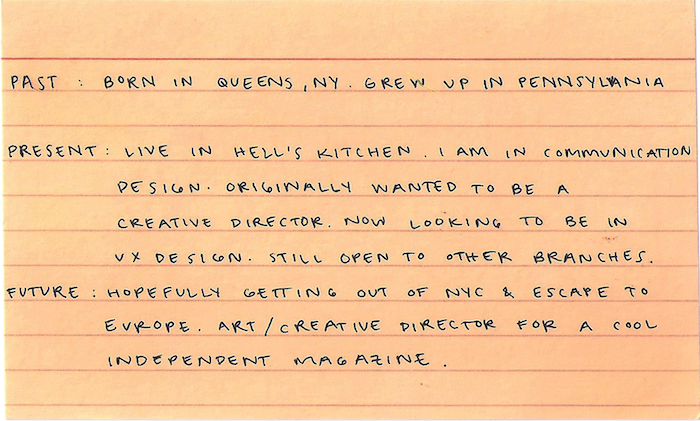 PAST : BORN IN QUEENS, NY. GREW UP IN PENNSYLVANIA
PRESENT : LIVE IN HELL'S KITCHEN. I AM IN COMMUNICATION
DESIGN. ORIGINALLY WANTED TO BE A
CREATIVE DIRECTOR. NOW LOOKING TO BE IN
UX DESIGN. STILL OPEN TO OTHER BRANCHES.
FUTURE : HOPEFULLY GETTING OUT OF NYC & ESCAPE TO
EUROPE. ART/CREATIVE DIRECTOR FOR A COOL
INDEPENDENT MAGAZINE.